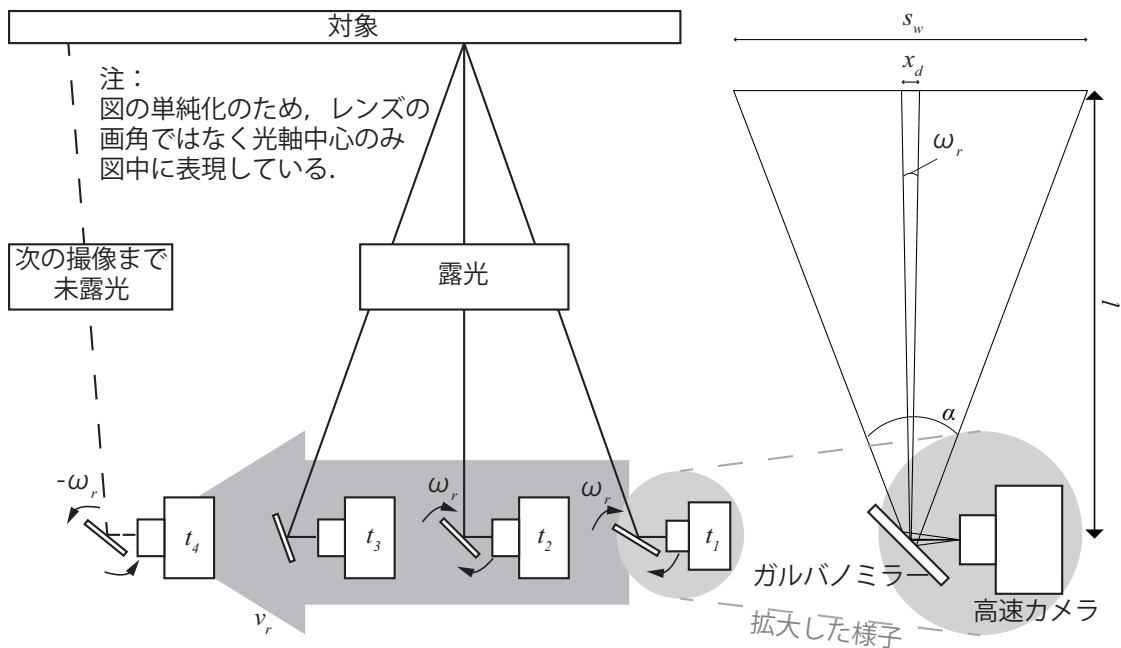 対象
注：
図の単純化のため，レンズの
画角ではなく光軸中心のみ
図中に表現している．
次の撮像まで
未露光
露光
-ω_r
ω_r
ω_r
t_4
t_3
t_2
t_1
v_r
s_w
x_d
ω_r
l
α
ガルバノミラー
高速カメラ
拡大した様子